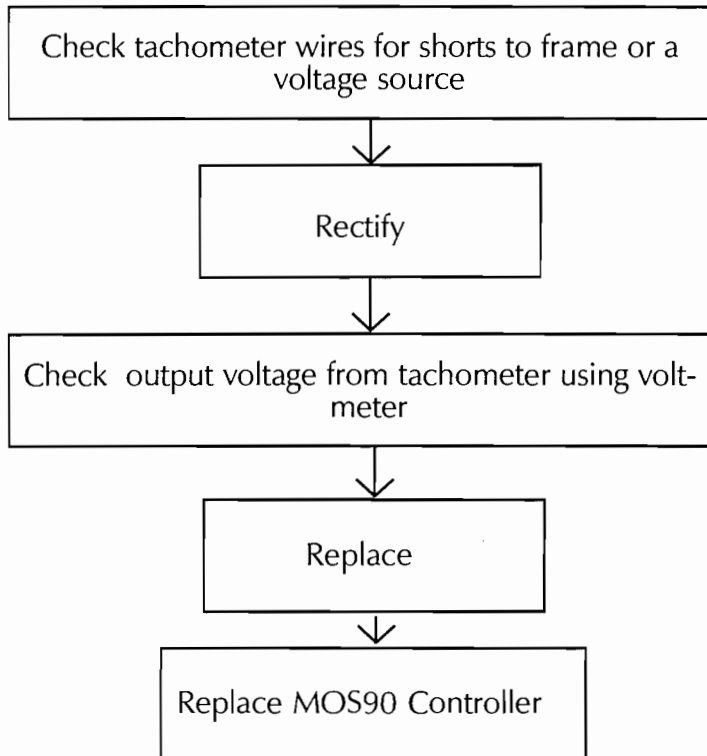 Check tachometer wires for shorts to frame or a
voltage source
Rectify
Check output voltage from tachometer using volt-
meter
Replace
Replace MOS90 Controller